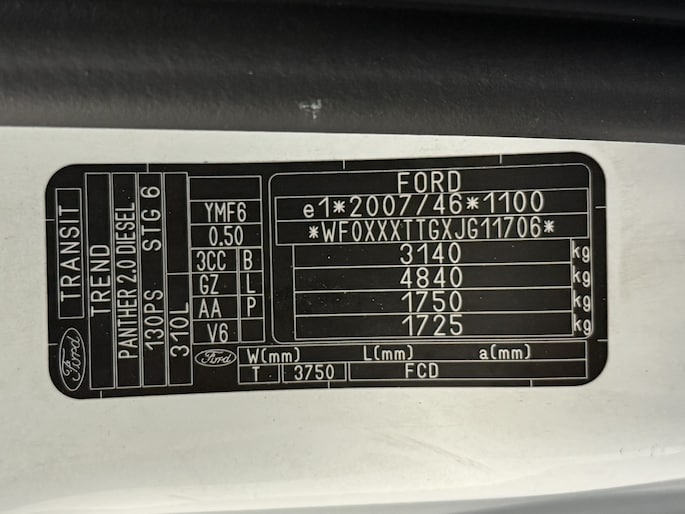 Ford
TRANSIT
TREND
PANTHER 2.0 DIESEL
130PS STG 6
310L
YMF6
0.50
3CC B
GZ L
AA P
V6
FORD
e1*2007/46*1100
*WF0XXXTTGXJG11706*
3140 kg
4840 kg
1750 kg
1725 kg
Ford W(mm) L(mm) a(mm)
T 3750 FCD